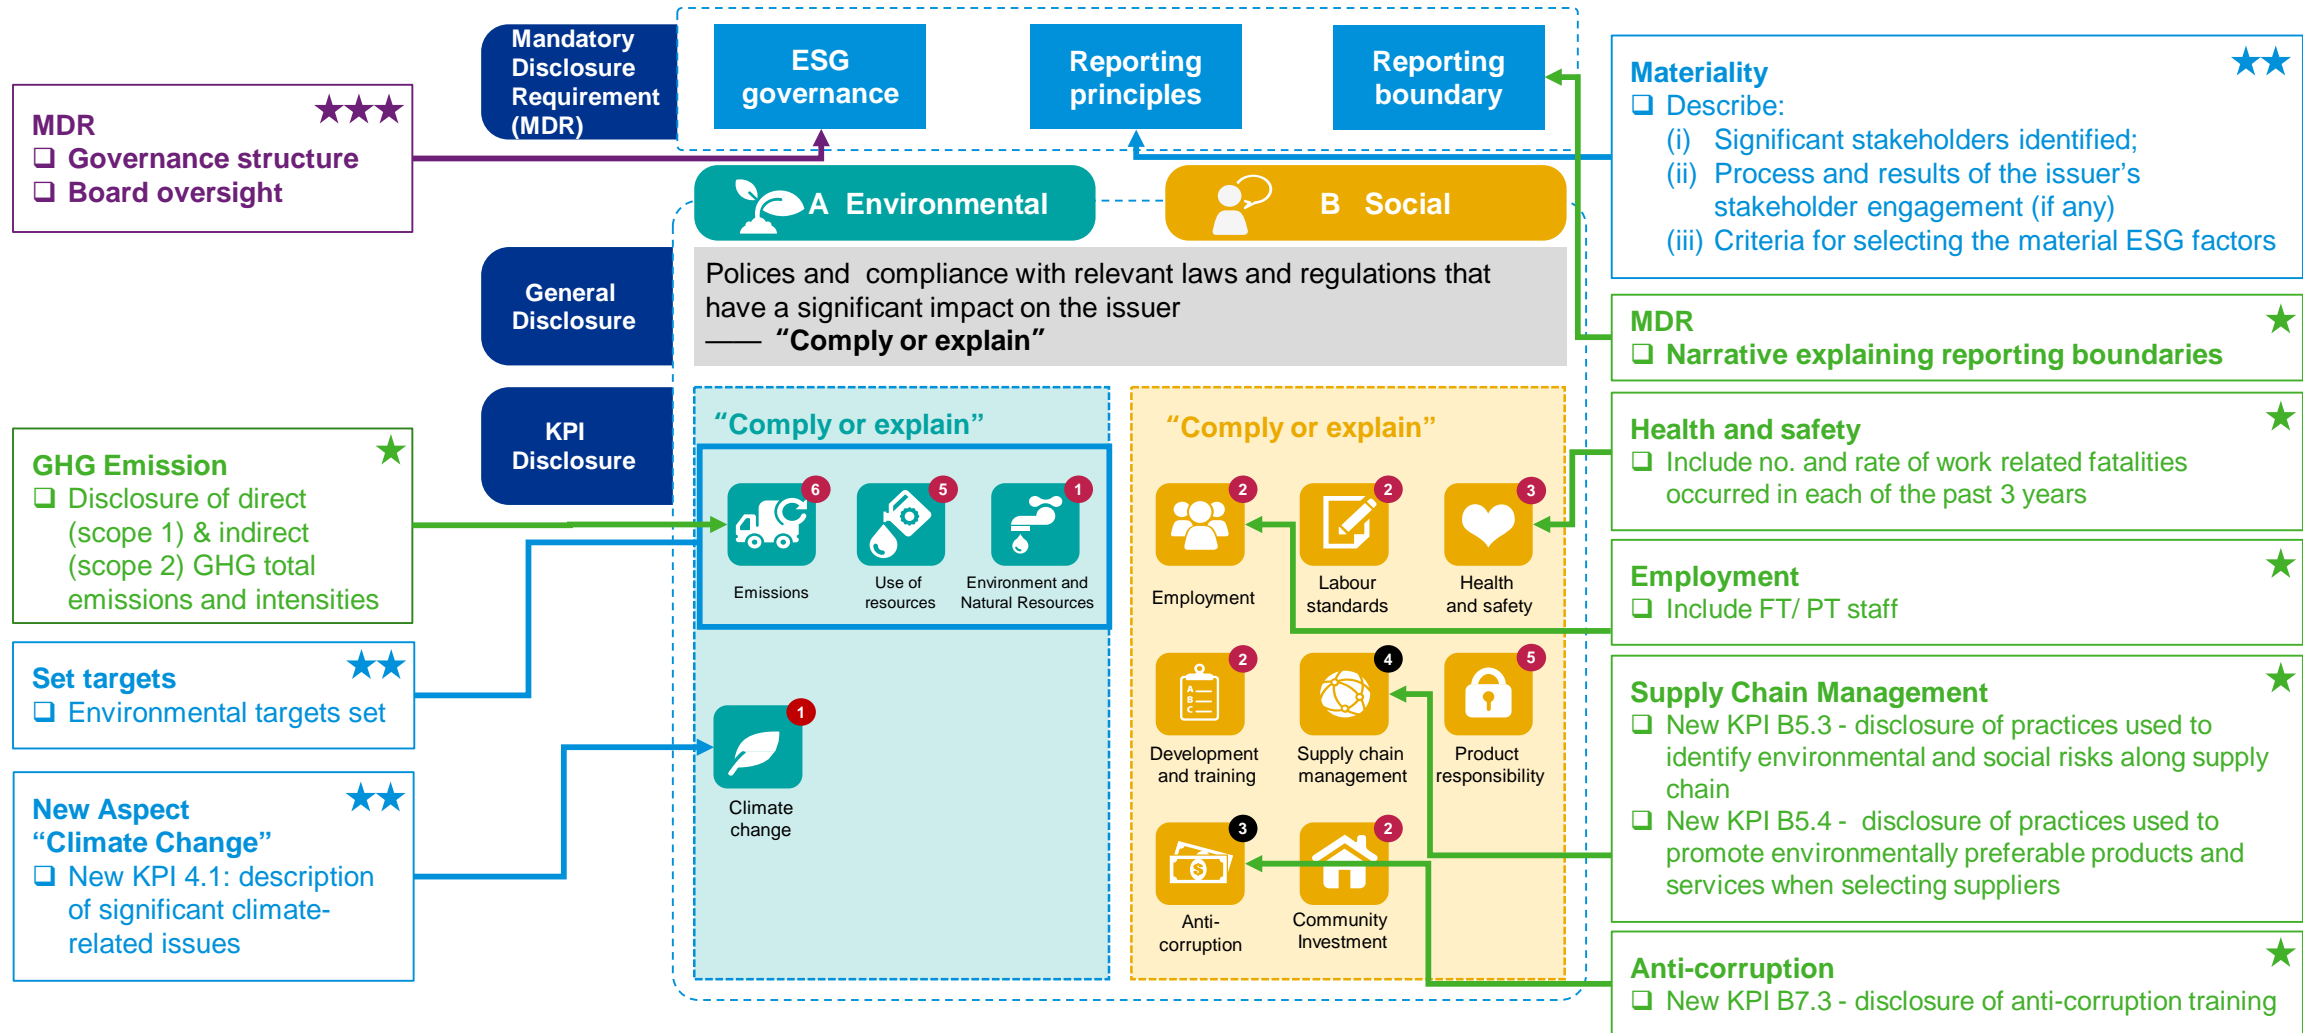 Mandatory
Disclosure
Requirement
(MDR)
ESG
governance
Reporting
principles
Reporting
boundary
MDR
❑ Governance structure
❑ Board oversight
Materiality
❑ Describe:
(i) Significant stakeholders identified;
(ii) Process and results of the issuer’s
stakeholder engagement (if any)
(iii) Criteria for selecting the material ESG factors
A Environmental
B Social
General
Disclosure
Polices and compliance with relevant laws and regulations that
have a significant impact on the issuer
—— “Comply or explain”
MDR
❑ Narrative explaining reporting boundaries
KPI
Disclosure
“Comply or explain”
“Comply or explain”
GHG Emission
❑ Disclosure of direct
(scope 1) & indirect
(scope 2) GHG total
emissions and intensities
6
Emissions
5
Use of
resources
1
Environment and
Natural Resources
2
Employment
2
Labour
standards
3
Health
and safety
Health and safety
❑ Include no. and rate of work related fatalities
occurred in each of the past 3 years
Employment
❑ Include FT/ PT staff
Set targets
❑ Environmental targets set
1
Climate
change
2
A
B
C
Development
and training
4
Supply chain
management
5
Product
responsibility
Supply Chain Management
❑ New KPI B5.3 - disclosure of practices used to
identify environmental and social risks along supply
chain
❑ New KPI B5.4 - disclosure of practices used to
promote environmentally preferable products and
services when selecting suppliers
New Aspect
“Climate Change”
❑ New KPI 4.1: description
of significant climate-
related issues
3
$
Anti-
corruption
2
Community
Investment
Anti-corruption
❑ New KPI B7.3 - disclosure of anti-corruption training